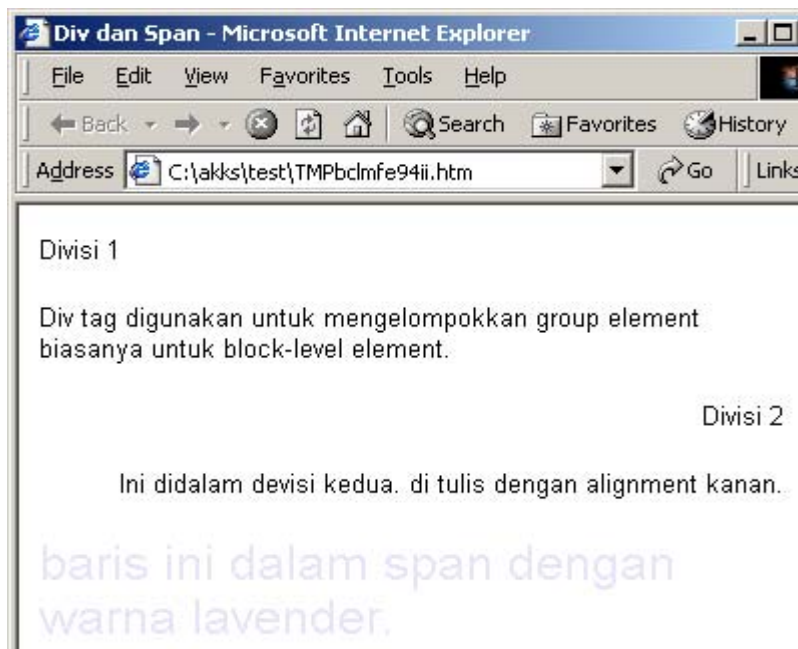 Div dan Span - Microsoft Internet Explorer
File Edit View Favorites Tools Help
Back Search Favorites History
Address C:\akks\test\TMPbclmfe94ii.htm Go Links
Divisi 1
Div tag digunakan untuk mengelompokkan group element
biasanya untuk block-level element.
Divisi 2
Ini didalam devisi kedua. di tulis dengan alignment kanan.
baris ini dalam span dengan
warna lavender.